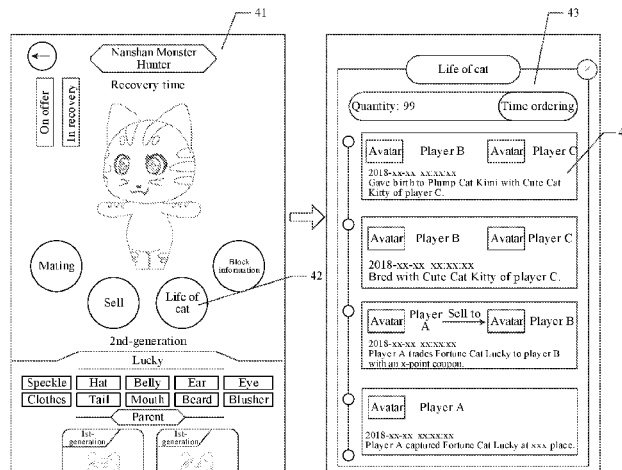 41
43
Nanshan Monster
Hunter
Recovery time
On offer
In recovery
Mating
Sell
Life of
cat
Block
information
42
2nd-generation
Lucky
Speckle Hat Belly Ear Eye
Clothes Tail Mouth Beard Blusher
Parent
1st-
generation
1st-
generation
Life of cat
Quantity: 99
Time ordering
Avatar Player B Avatar Player C
2018-xx-xx xx:xx:xx
Gave birth to Plump Cat Kimi with Cute Cat
Kitty of player C.
Avatar Player B Avatar Player C
2018-xx-xx xx:xx:xx
Bred with Cute Cat Kitty of player C.
Avatar Player A Sell to Avatar Player B
2018-xx-xx xx:xx:xx
Player A trades Fortune Cat Lucky to player B
with an x-point coupon.
Avatar Player A
2018-xx-xx xx:xx:xx
Player A captured Fortune Cat Lucky at xxx place.